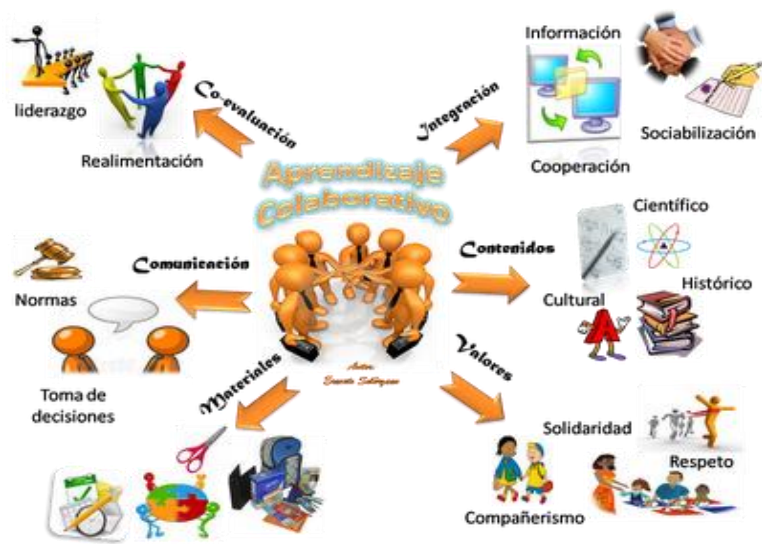 liderazgo
Realimentación
Co-evaluación
Integración
Información
Cooperación
Sociabilización
Aprendizaje
Colaborativo
Comunicación
Normas
Toma de
decisiones
Contenidos
Científico
Cultural
Histórico
A
Autor:
Materiales
Valores
Solidaridad
Respeto
Compañerismo